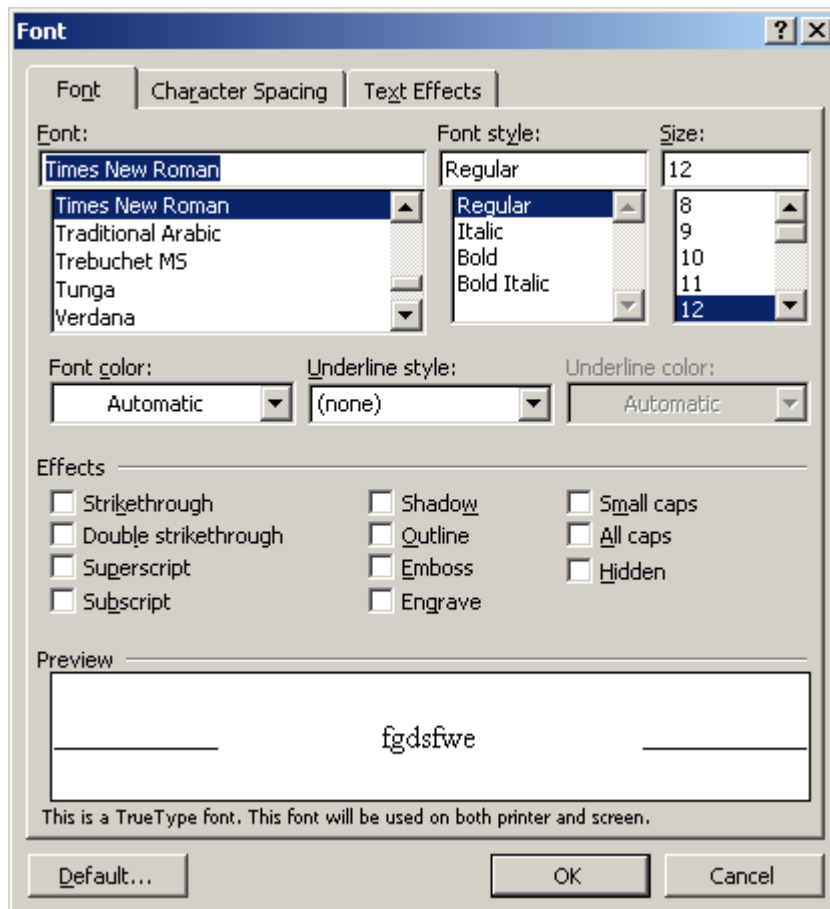 Font
Font Character Spacing Text Effects
Font: Font style: Size:
Times New Roman Regular 12
Times New Roman Regular 8
Traditional Arabic Italic 9
Trebuchet MS Bold 10
Tunga Bold Italic 11
Verdana 12
Font color: Underline style: Underline color:
Automatic (none) Automatic
Effects
Strikethrough Shadow Small caps
Double strikethrough Outline All caps
Superscript Emboss Hidden
Subscript Engrave
Preview
fgdsfwe
This is a TrueType font. This font will be used on both printer and screen.
Default... OK Cancel